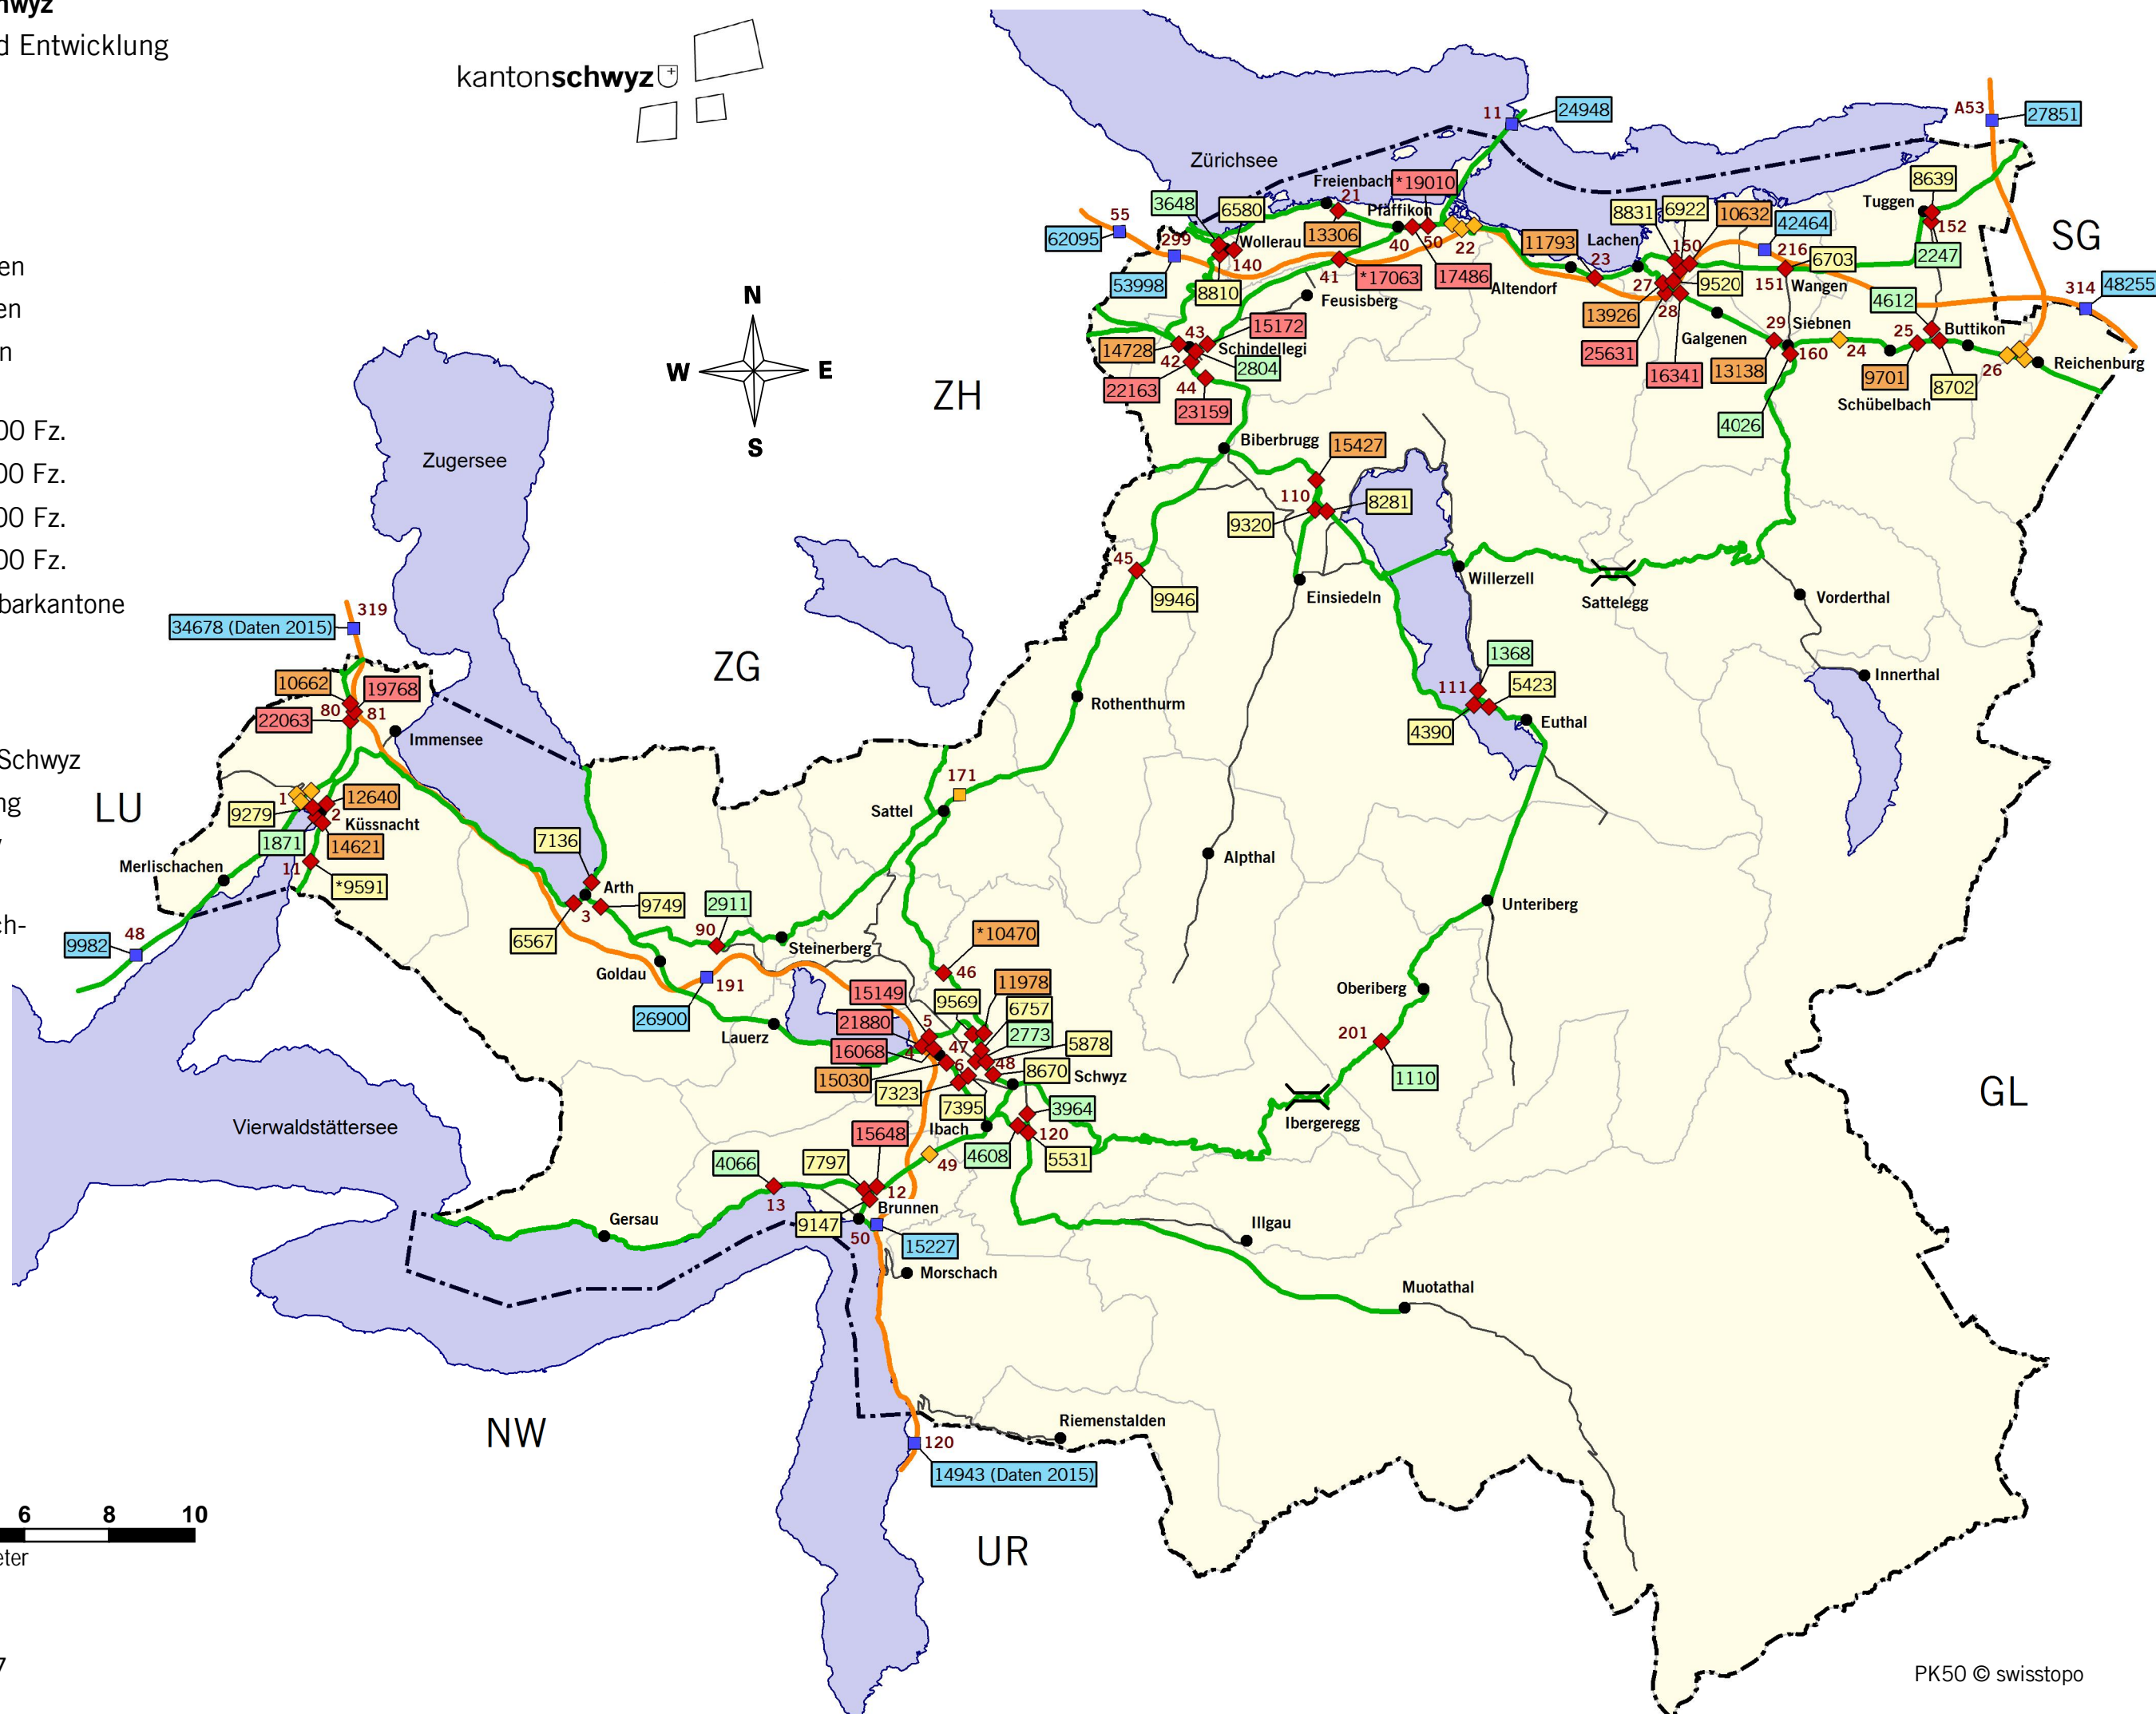 hwyz
d Entwicklung
kantonschwyz
en
en
n
00 Fz.
00 Fz.
00 Fz.
00 Fz.
barkantone
Schwyz
ng
ch-
6 8 10
eter
7
N
W E
S
Zürichsee
Zugersee
Vierwaldstättersee
ZH
ZG
LU
NW
UR
GL
SG
11
24948
A53
27851
55
62095
299
53998
3648
6580
Wollerau
140
8810
Freienbach
21
*19010
13306
Pfäffikon
40
50
22
41
*17063
17486
Feusisberg
Altendorf
11793
Lachen
23
8831
6922
10632
42464
150
216
6703
27
9520
151
Wangen
13926
28
25631
16341
Galgenen
8639
Tuggen
152
2247
314
48255
4612
29
Siebnen
25
Buttikon
160
24
13138
9701
8702
26
Reichenburg
Schübelbach
4026
43
15172
14728
Schindellegi
42
2804
22163
44
23159
Biberbrugg
15427
110
8281
9320
45
9946
Einsiedeln
Willerzell
Sattelegg
Vorderthal
Innerthal
319
34678 (Daten 2015)
10662
19768
80
81
22063
Immensee
1
12640
9279
2
Küssnacht
1871
14621
Merlischachen
11
*9591
48
9982
7136
Arth
3
9749
6567
2911
90
Steinerberg
Goldau
191
26900
Lauerz
171
Sattel
Rothenthurm
1368
111
5423
4390
Euthal
Alpthal
Unteriberg
Oberiberg
201
1110
Ibergeregg
*10470
46
15149
9569
11978
6757
21880
5
2773
4
47
5878
16068
6
48
8670
Schwyz
15030
7323
7395
3964
Ibach
120
15648
4608
5531
4066
7797
49
13
12
Brunnen
9147
50
15227
Gersau
Morschach
Illgau
Muotathal
Riemenstalden
120
14943 (Daten 2015)
PK50 © swisstopo